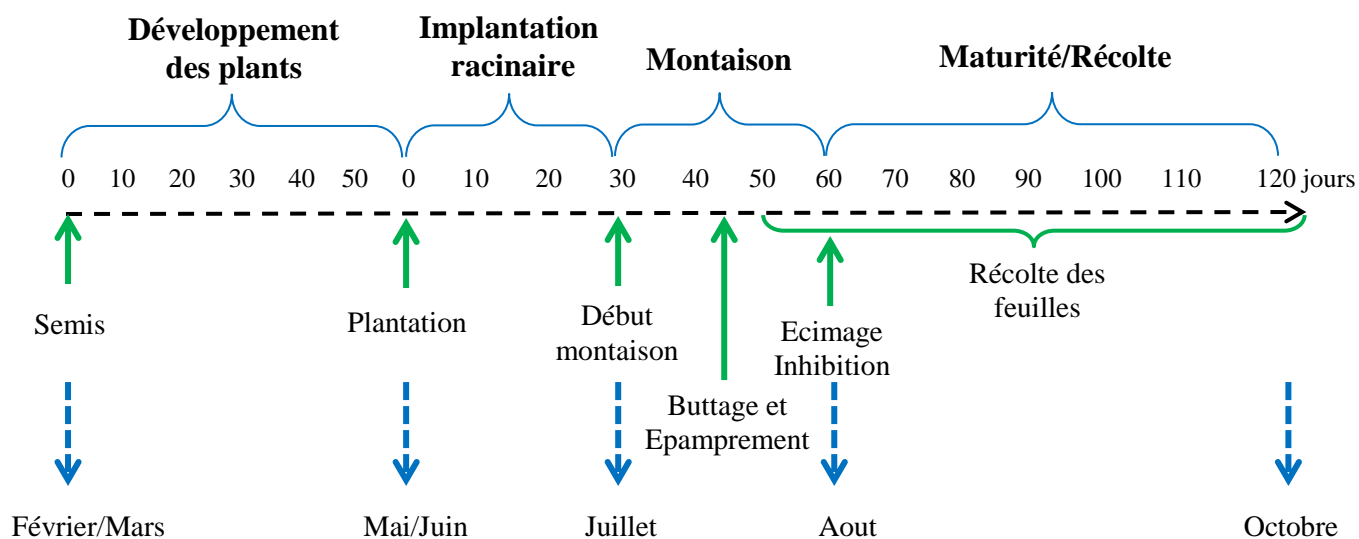 Développement
des plants
Implantation
racinaire
Montaison
Maturité/Récolte
0 10 20 30 40 50 0 10 20 30 40 50 60 70 80 90 100 110 120 jours
Semis
Plantation
Début
montaison
Buttage et
Epamprement
Ecimage
Inhibition
Récolte des
feuilles
Février/Mars
Mai/Juin
Juillet
Aout
Octobre